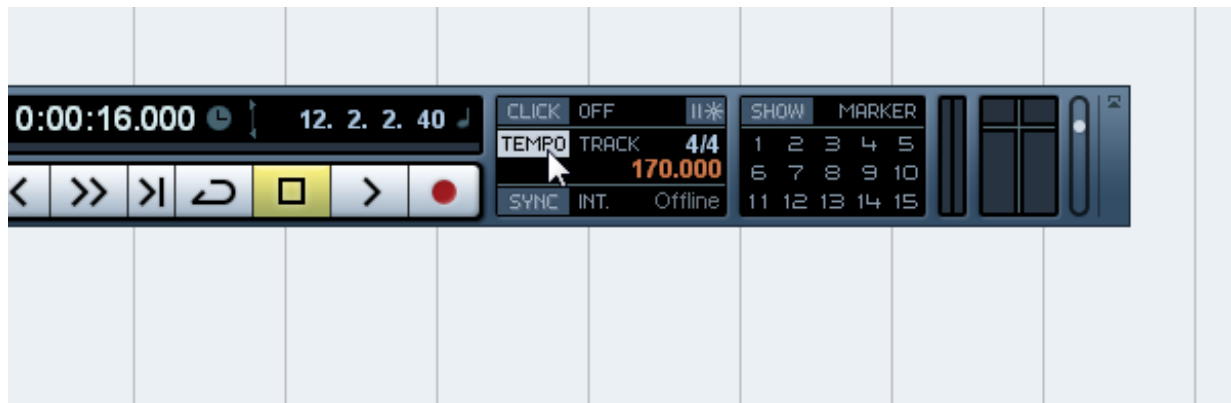 0:00:16.000 12. 2. 2. 40
CLICK OFF
TEMPO TRACK 4/4
170.000
SYNC INT. Offline
SHOW MARKER
1 2 3 4 5
6 7 8 9 10
11 12 13 14 15